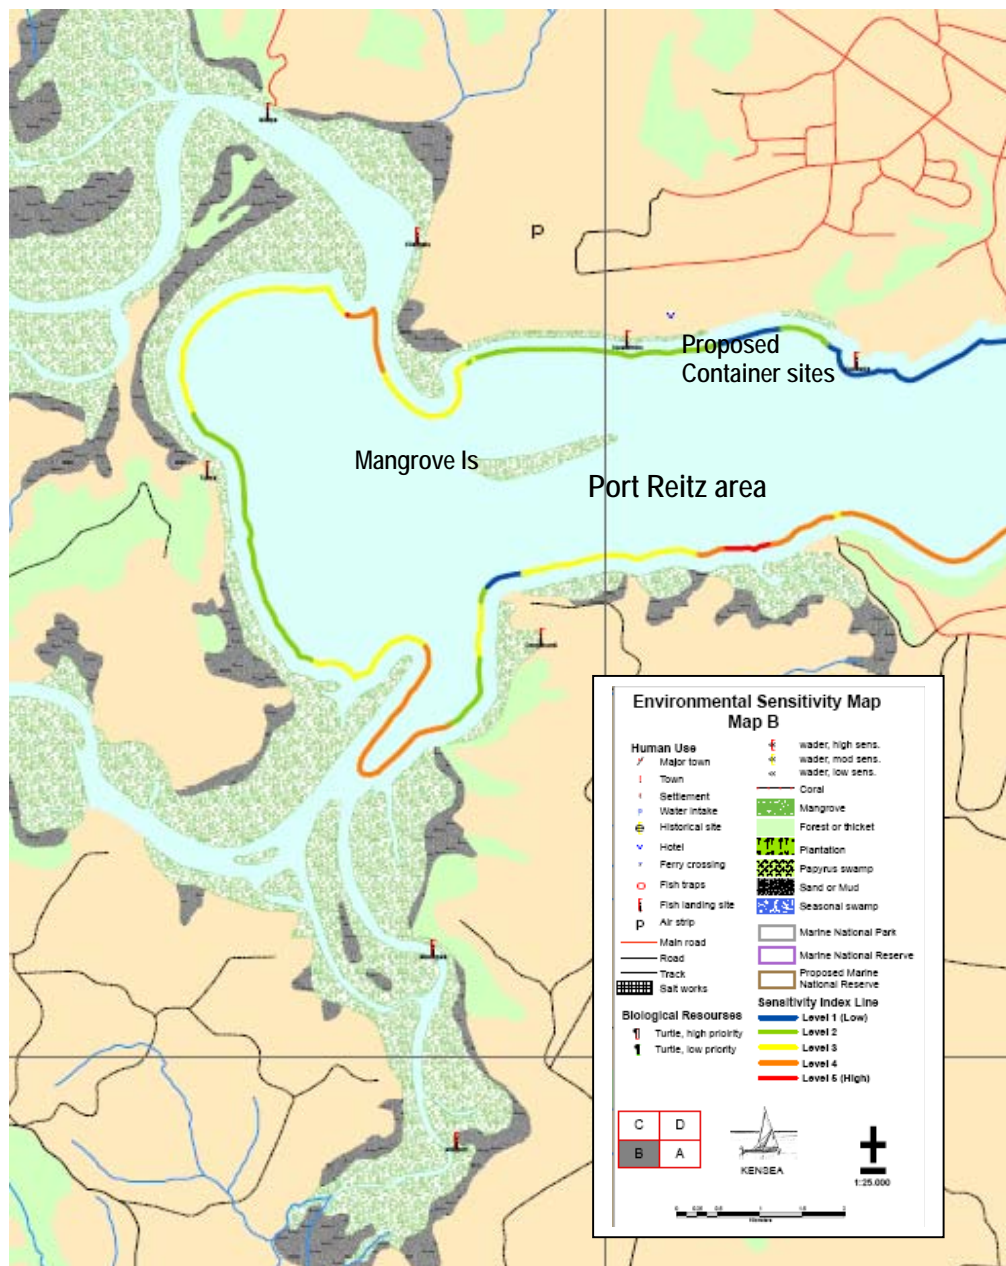 P
Proposed
Container sites
Mangrove Is
Port Reitz area
Environmental Sensitivity Map
Map B
Human Use
Major town
Town
Settlement
Water Intake
Historical site
Hotel
Ferry crossing
Fish traps
Fish landing site
P Air strip
Main road
Road
Track
Salt works
Biological Resourses
Turtle, high prioirity
Turtle, low priority
wader, high sens.
wader, mod sens.
wader, low sens.
Coral
Mangrove
Forest or thicket
Plantation
Papyrus swamp
Sand or Mud
Seasonal swamp
Marine National Park
Marine National Reserve
Proposed Marine
National Reserve
Sensitivity Index Line
Level 1 (Low)
Level 2
Level 3
Level 4
Level 5 (High)
C D
B A
KENSEA
1:25.000